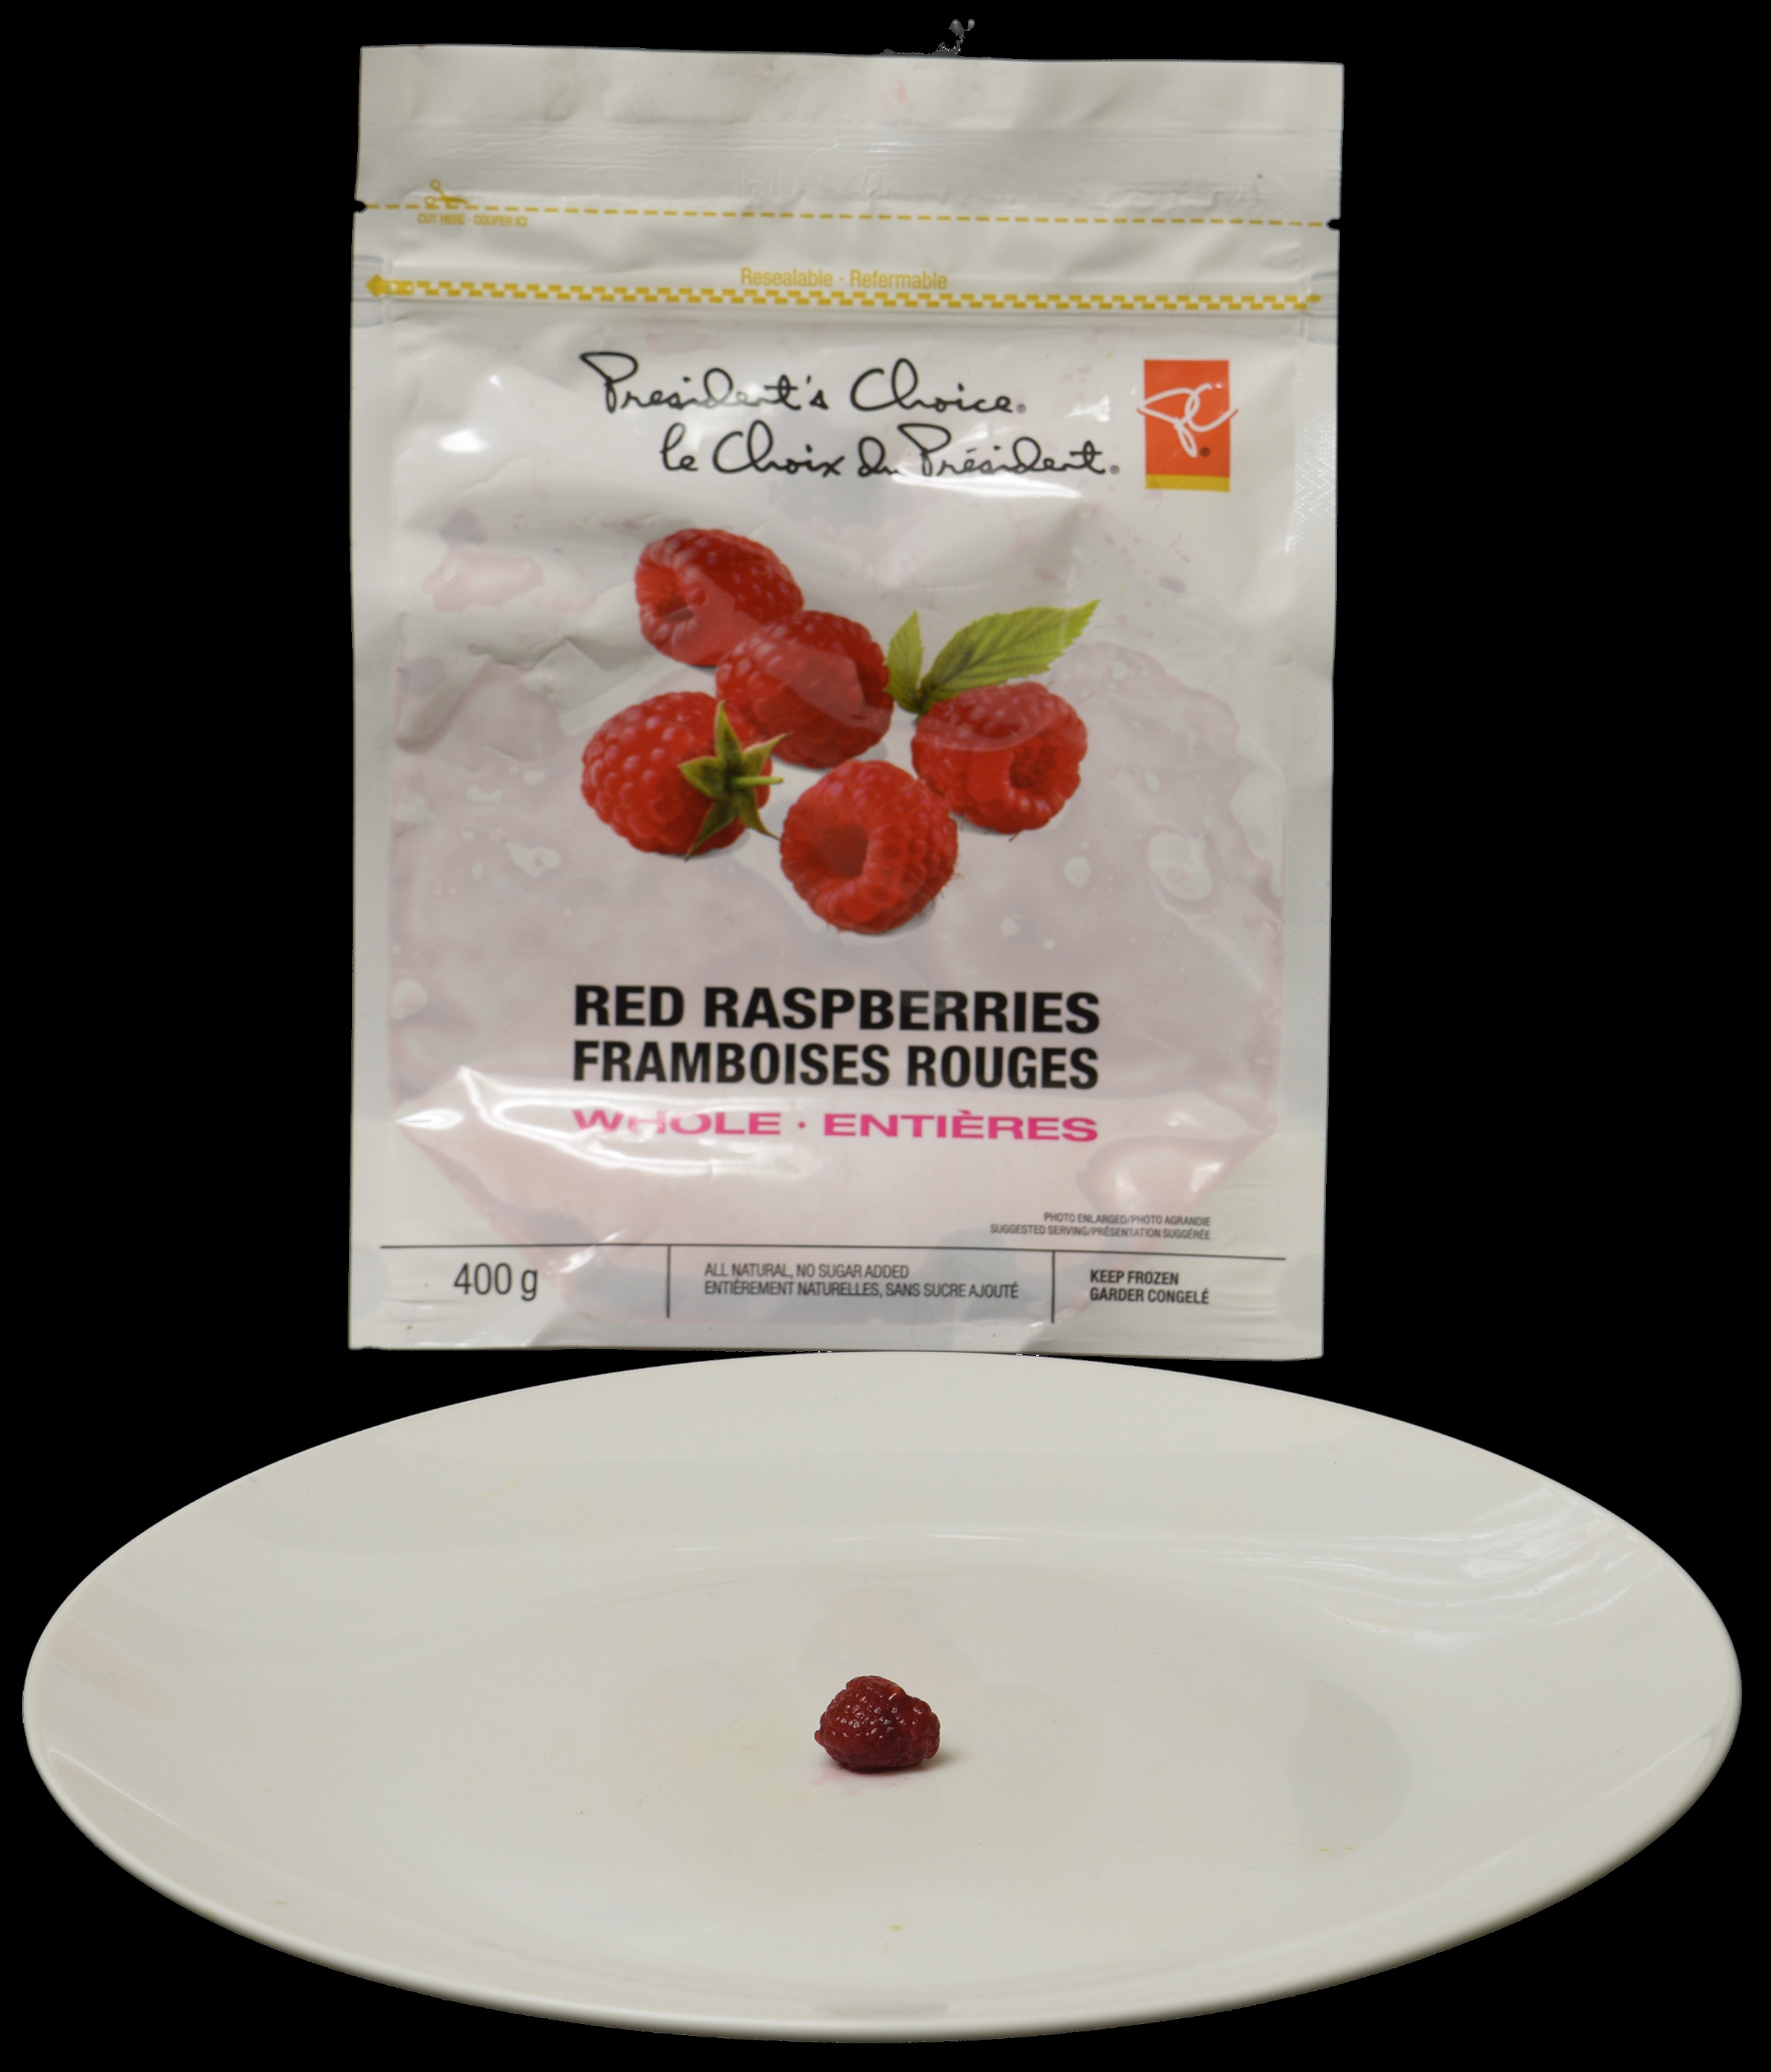 CUT HERE · COUPER ICI
Resealable · Refermable
President's Choice®
le Choix du Président®
PC®
RED RASPBERRIES
FRAMBOISES ROUGES
WHOLE · ENTIÈRES
PHOTO ENLARGED/PHOTO AGRANDIE
SUGGESTED SERVING/PRÉSENTATION SUGGÉRÉE
400 g
ALL NATURAL, NO SUGAR ADDED
ENTIÈREMENT NATURELLES, SANS SUCRE AJOUTÉ
KEEP FROZEN
GARDER CONGELÉ